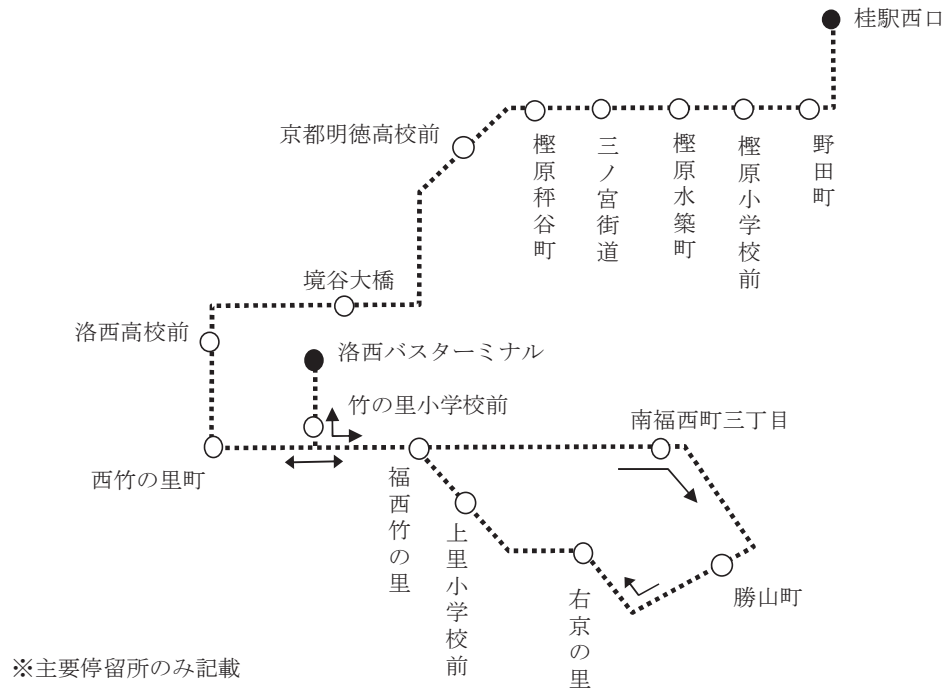 桂駅西口
京都明徳高校前
樫原秤谷町
三ノ宮街道
樫原水築町
樫原小学校前
野田町
境谷大橋
洛西高校前
洛西バスターミナル
竹の里小学校前
南福西町三丁目
西竹の里町
福西竹の里
上里小学校前
右京の里
勝山町
※主要停留所のみ記載